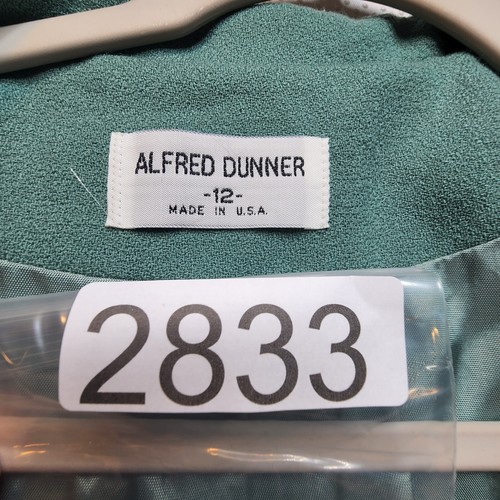 ALFRED DUNNER
-12-
MADE IN U.S.A.
2833